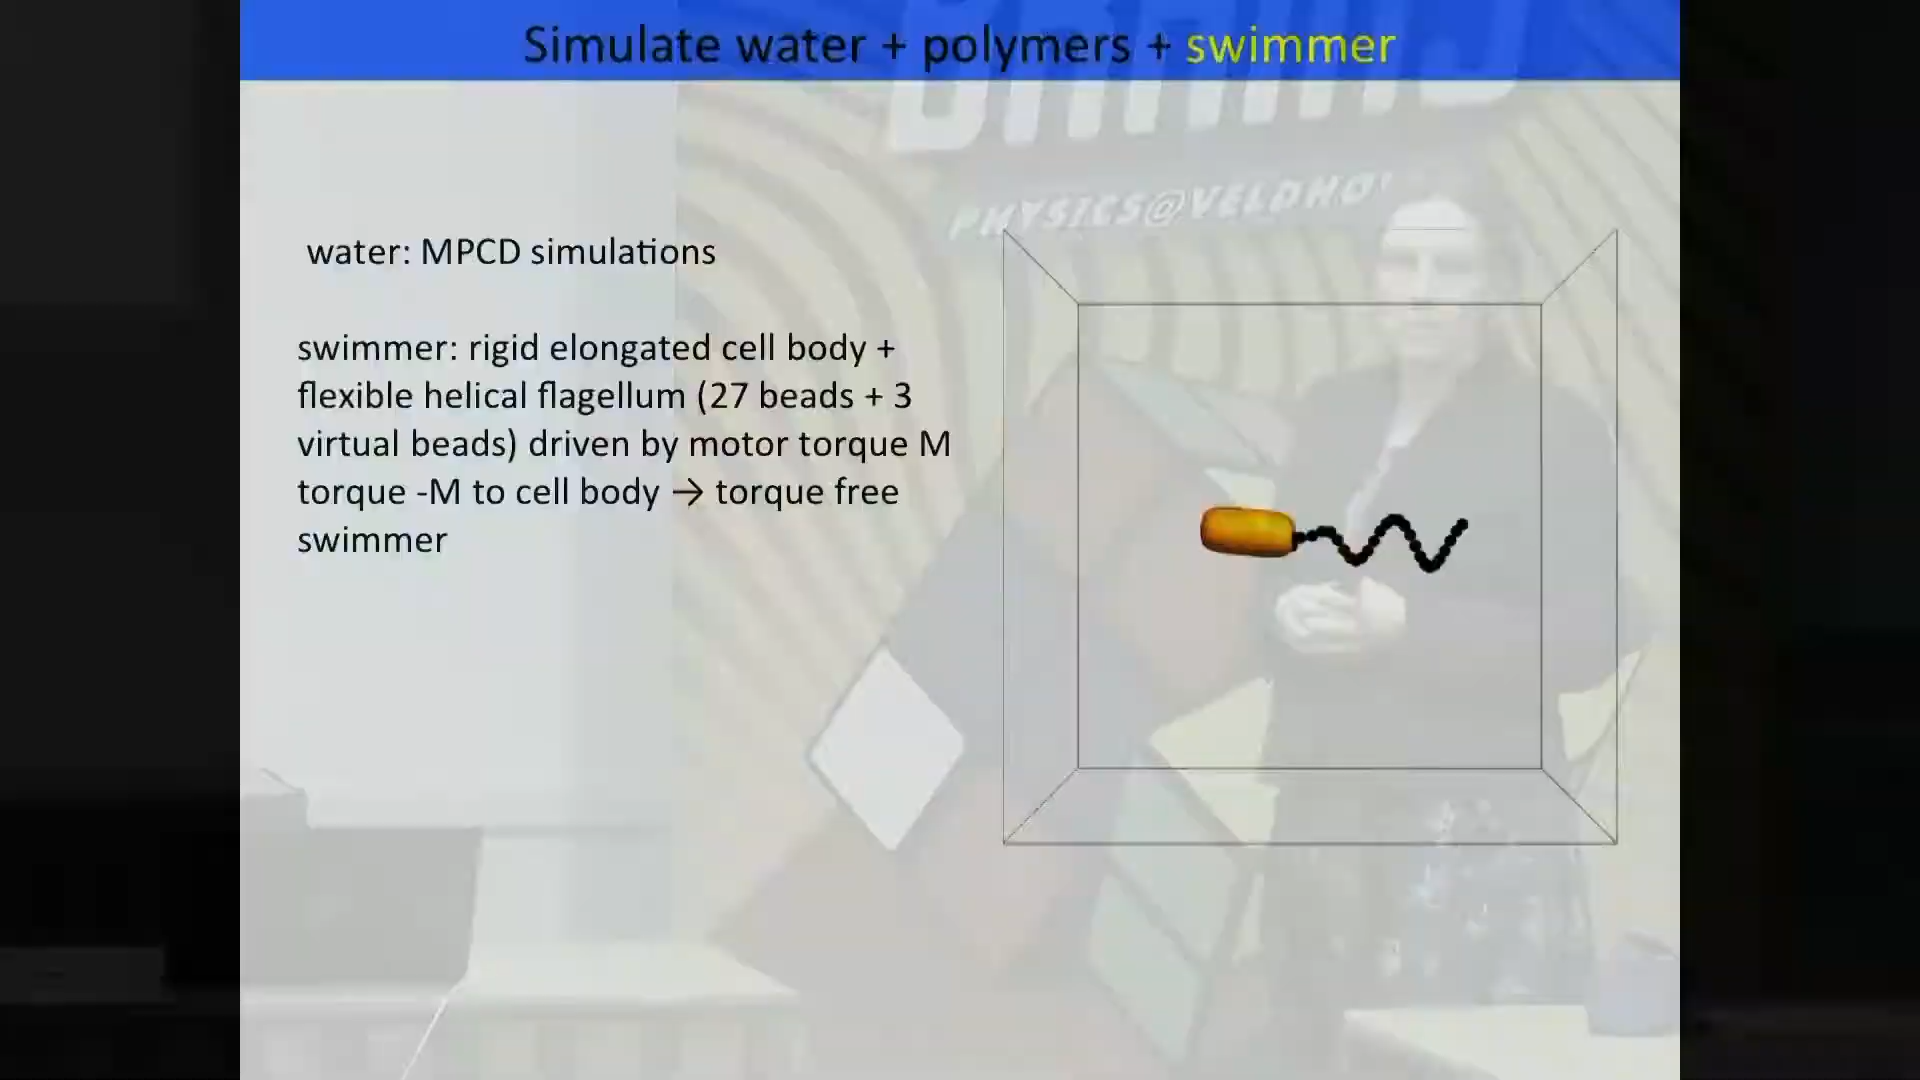 Simulate water + polymers + swimmer
BRAINS
PHYSICS@VELDHO
water: MPCD simulations
swimmer: rigid elongated cell body +
flexible helical flagellum (27 beads + 3
virtual beads) driven by motor torque M
torque -M to cell body → torque free
swimmer